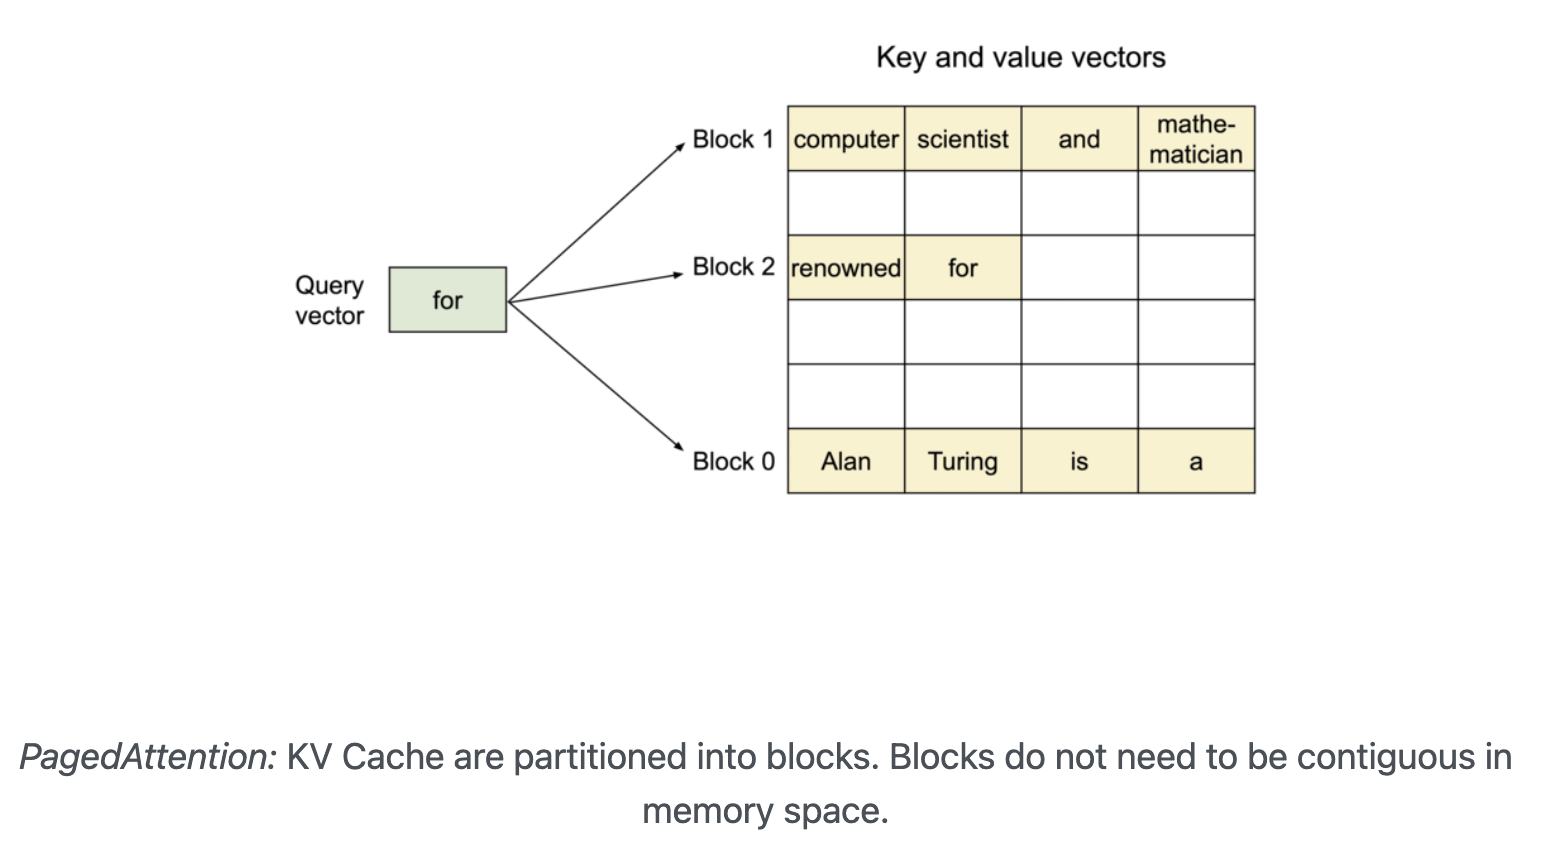 Key and value vectors
Block 1 computer scientist and mathe-
matician
Query
vector
for
Block 2 renowned for
Block 0 Alan Turing is a
PagedAttention: KV Cache are partitioned into blocks. Blocks do not need to be contiguous in
memory space.